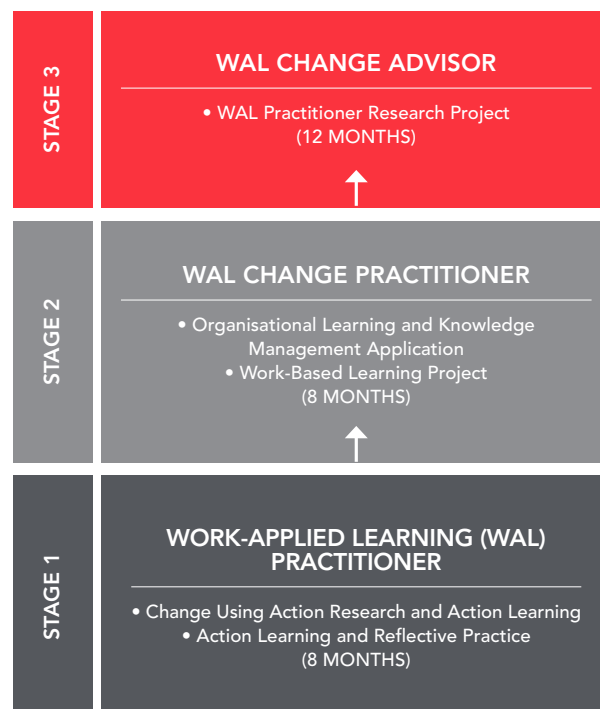 STAGE 3
WAL CHANGE ADVISOR
• WAL Practitioner Research Project
(12 MONTHS)
STAGE 2
WAL CHANGE PRACTITIONER
• Organisational Learning and Knowledge
Management Application
• Work-Based Learning Project
(8 MONTHS)
STAGE 1
WORK-APPLIED LEARNING (WAL)
PRACTITIONER
• Change Using Action Research and Action Learning
• Action Learning and Reflective Practice
(8 MONTHS)